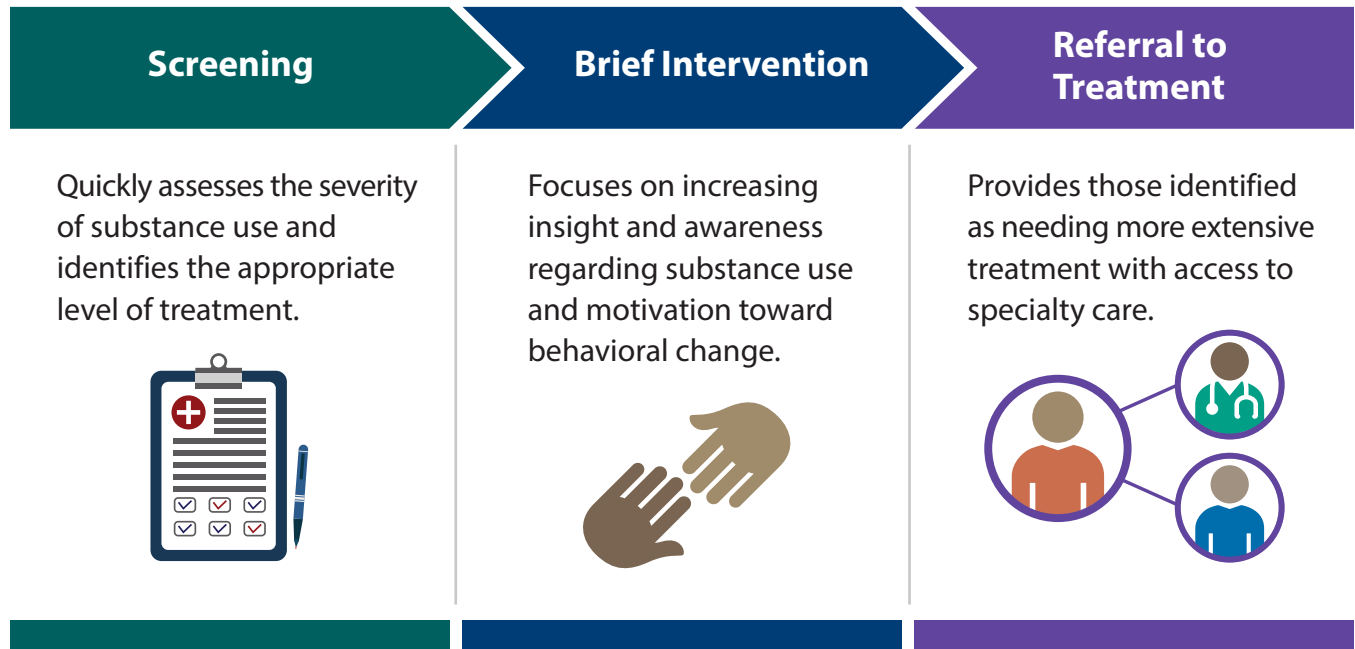 Screening
Quickly assesses the severity
of substance use and
identifies the appropriate
level of treatment.
Brief Intervention
Focuses on increasing
insight and awareness
regarding substance use
and motivation toward
behavioral change.
Referral to
Treatment
Provides those identified
as needing more extensive
treatment with access to
specialty care.